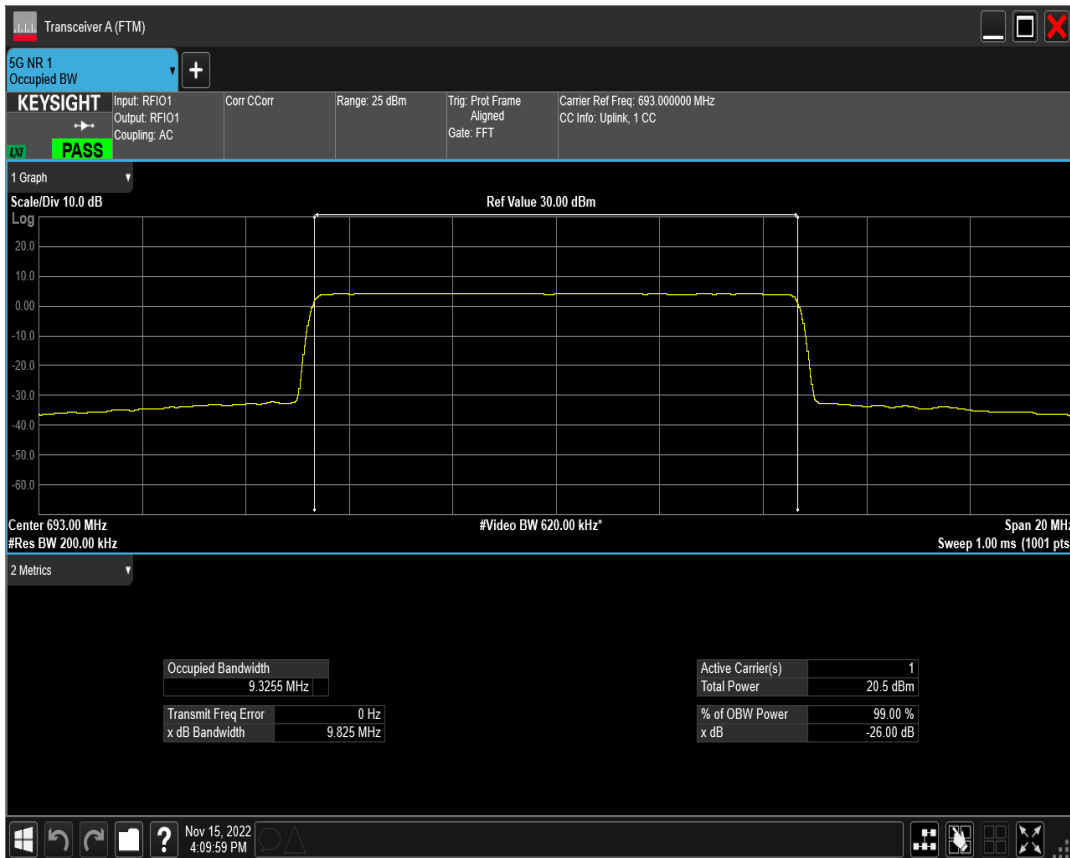 Transceiver A (FTM)
5G NR 1
Occupied BW
+
KEYSIGHT
LXI
PASS
Input: RFIO1
Output: RFIO1
Coupling: AC
Corr CCorr
Range: 25 dBm
Trig: Prot Frame
Aligned
Gate: FFT
Carrier Ref Freq: 693.000000 MHz
CC Info: Uplink, 1 CC
1 Graph
Scale/Div 10.0 dB
Ref Value 30.00 dBm
Log
20.0
10.0
0.00
-10.0
-20.0
-30.0
-40.0
-50.0
-60.0
Center 693.00 MHz
#Video BW 620.00 kHz*
Span 20 MHz
#Res BW 200.00 kHz
Sweep 1.00 ms (1001 pts
2 Metrics
Occupied Bandwidth
9.3255 MHz
Transmit Freq Error 0 Hz
x dB Bandwidth 9.825 MHz
Active Carrier(s) 1
Total Power 20.5 dBm
% of OBW Power 99.00 %
x dB -26.00 dB
?
Nov 15, 2022
4:09:59 PM